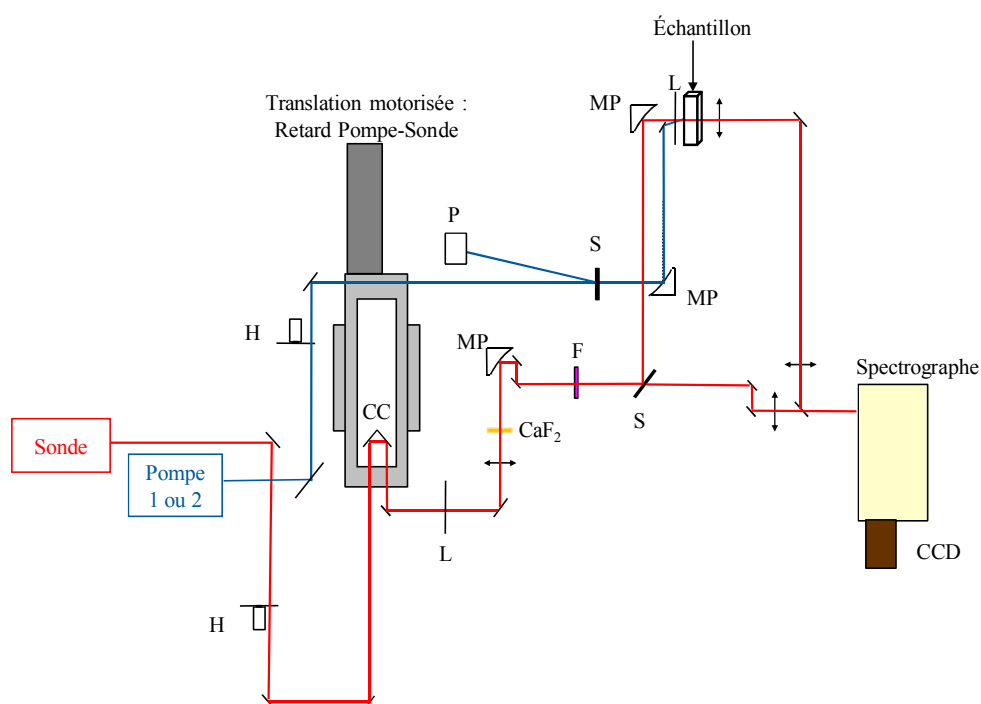 Échantillon
L
MP
Translation motorisée :
Retard Pompe-Sonde
P
S
MP
H
MP
F
Spectrographe
CC
S
CaF₂
Sonde
Pompe
1 ou 2
L
CCD
H